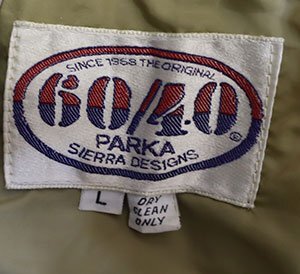 SINCE 1968 THE ORIGINAL
60/40
PARKA
SIERRA DESIGNS
®
L
DRY
CLEAN
ONLY